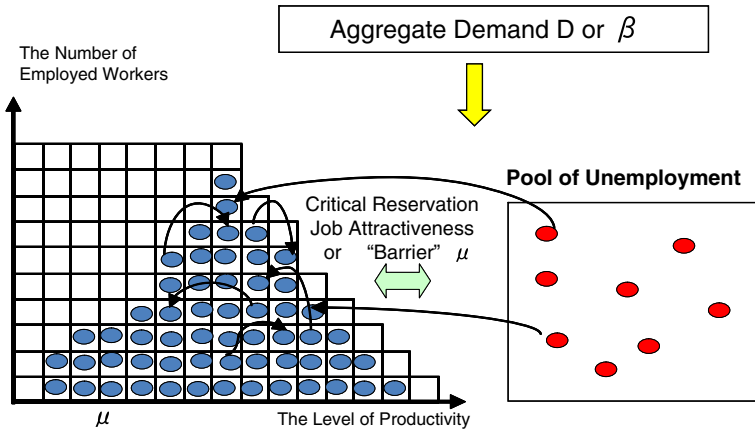 Aggregate Demand D or β
The Number of
Employed Workers
Pool of Unemployment
Critical Reservation
Job Attractiveness
or "Barrier" μ
μ
The Level of Productivity